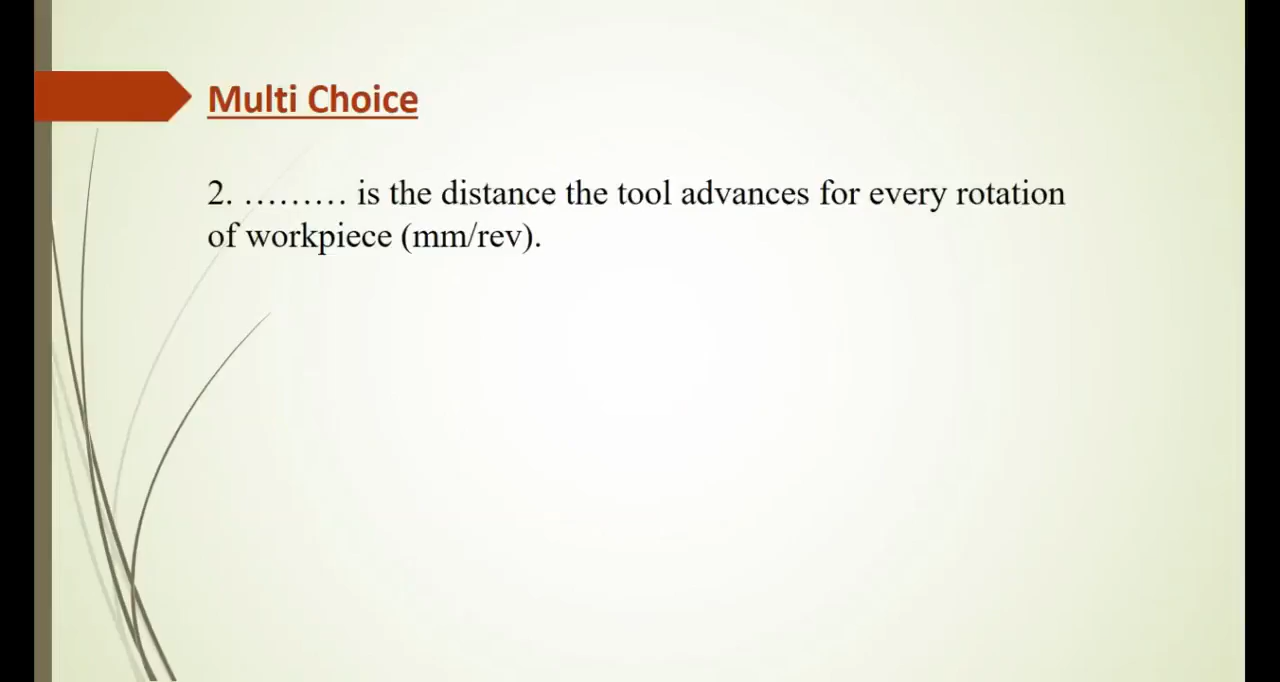 Multi Choice
2. ……… is the distance the tool advances for every rotation
of workpiece (mm/rev).